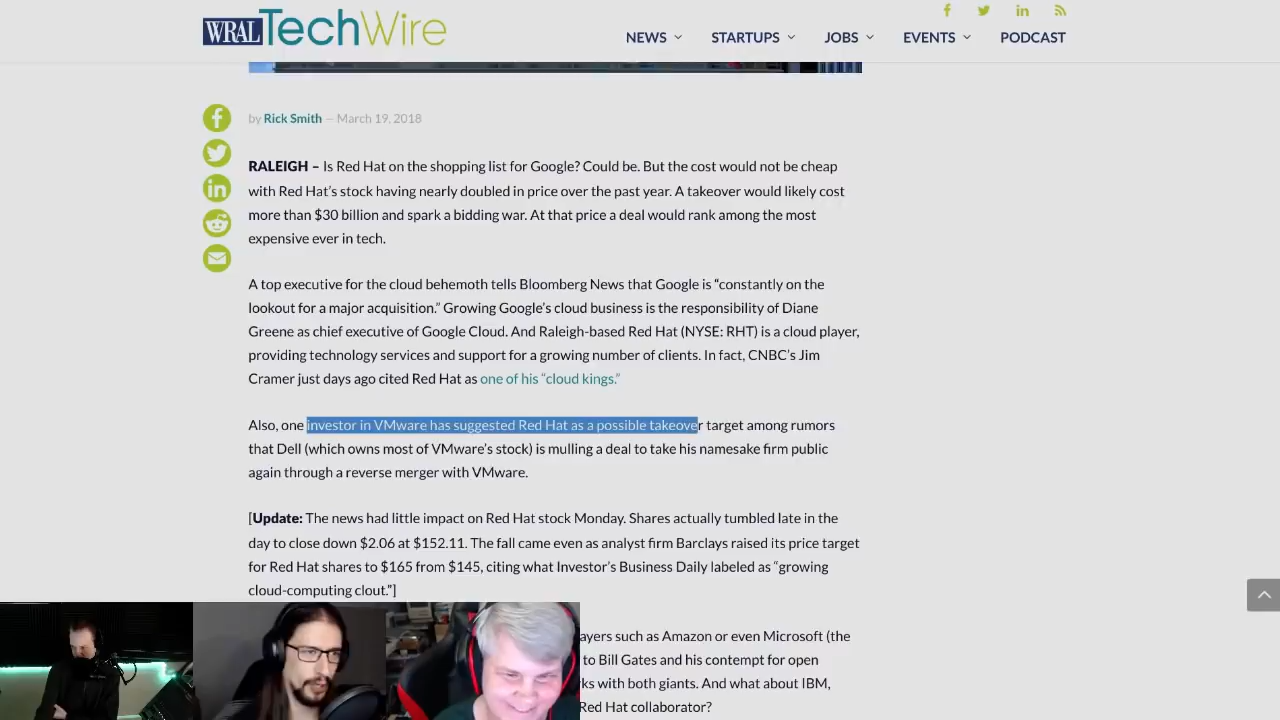 WRAL TechWire
NEWS STARTUPS JOBS EVENTS PODCAST
by Rick Smith — March 19, 2018
RALEIGH – Is Red Hat on the shopping list for Google? Could be. But the cost would not be cheap
with Red Hat's stock having nearly doubled in price over the past year. A takeover would likely cost
more than $30 billion and spark a bidding war. At that price a deal would rank among the most
expensive ever in tech.
A top executive for the cloud behemoth tells Bloomberg News that Google is “constantly on the
lookout for a major acquisition.” Growing Google's cloud business is the responsibility of Diane
Greene as chief executive of Google Cloud. And Raleigh-based Red Hat (NYSE: RHT) is a cloud player,
providing technology services and support for a growing number of clients. In fact, CNBC's Jim
Cramer just days ago cited Red Hat as one of his “cloud kings.”
Also, one investor in VMware has suggested Red Hat as a possible takeover target among rumors
that Dell (which owns most of VMware's stock) is mulling a deal to take his namesake firm public
again through a reverse merger with VMware.
[Update: The news had little impact on Red Hat stock Monday. Shares actually tumbled late in the
day to close down $2.06 at $152.11. The fall came even as analyst firm Barclays raised its price target
for Red Hat shares to $165 from $145, citing what Investor's Business Daily labeled as “growing
cloud-computing clout.”]
ayers such as Amazon or even Microsoft (the
to Bill Gates and his contempt for open
ks with both giants. And what about IBM,
Red Hat collaborator?